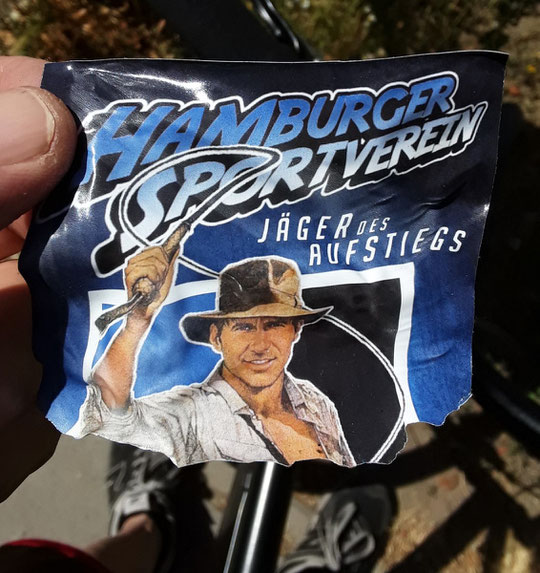 HAMBURGER
SPORTVEREIN
JÄGER DES
AUFSTIEGS